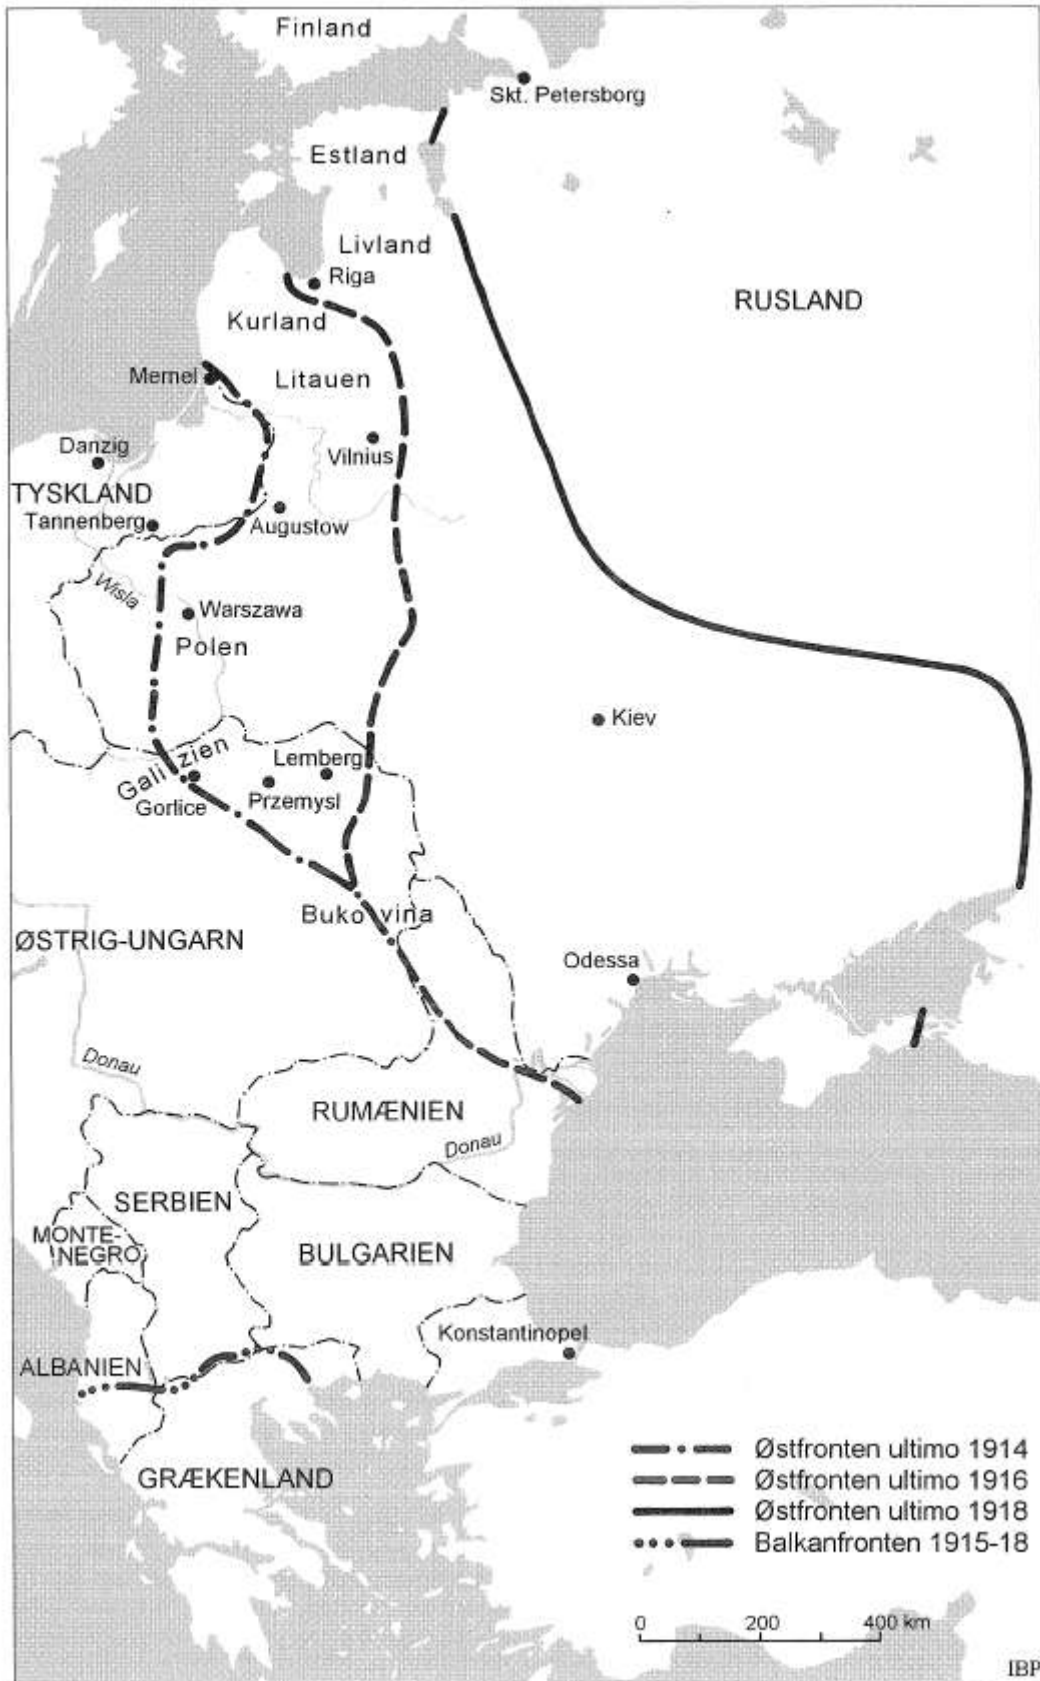 Finland
Skt. Petersborg
Estland
Livland
Riga
RUSLAND
Kurland
Memel
Litauen
Danzig
Vilnius
TYSKLAND
Tannenberg
Augustow
Wisla
Warszawa
Polen
Kiev
Galizien
Lemberg
Gorlice
Przemysl
Bukovina
ØSTRIG-UNGARN
Odessa
Donau
RUMÆNIEN
Donau
SERBIEN
MONTE-
NEGRO
BULGARIEN
Konstantinopel
ALBANIEN
GRÆKENLAND
Østfronten ultimo 1914
Østfronten ultimo 1916
Østfronten ultimo 1918
Balkanfronten 1915-18
0 200 400 km
IBP